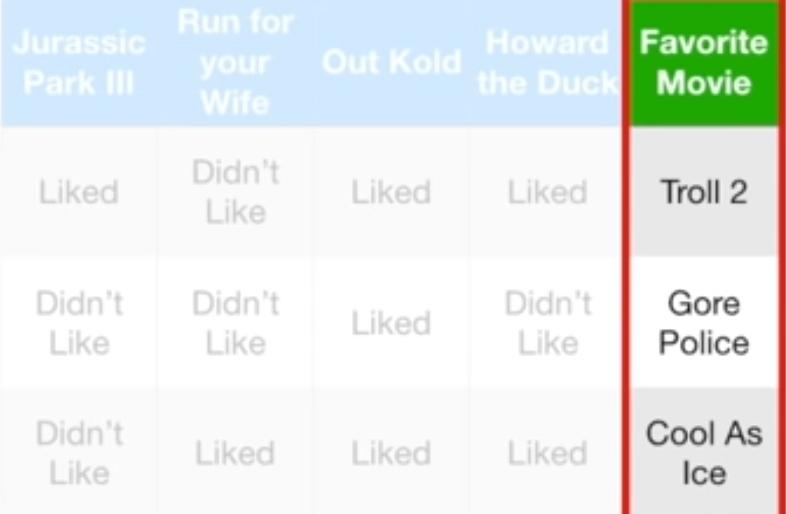 Jurassic Park III
Run for your Wife
Out Kold
Howard the Duck
Favorite Movie
Liked
Didn't Like
Liked
Liked
Troll 2
Didn't Like
Didn't Like
Liked
Didn't Like
Gore Police
Didn't Like
Liked
Liked
Liked
Cool As Ice